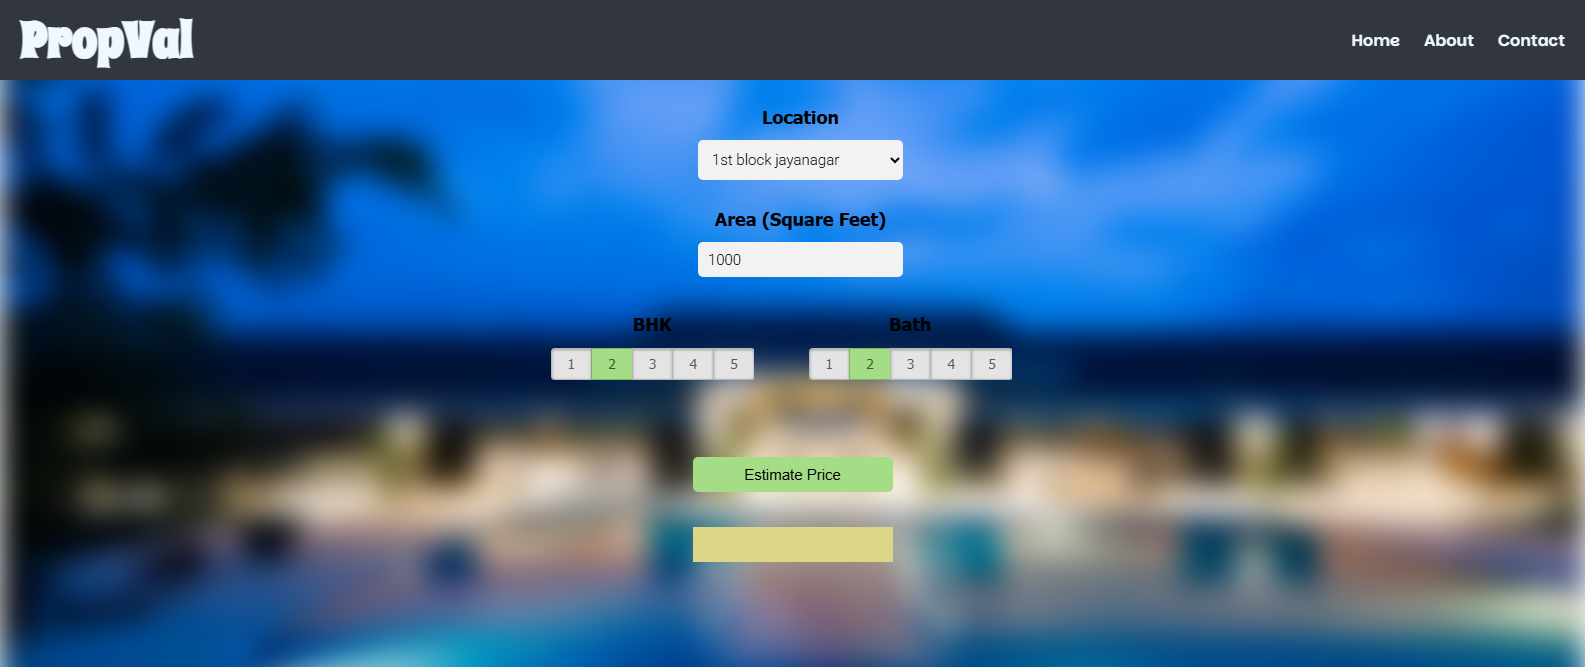 PropVal
Home About Contact
Location
1st block jayanagar
Area (Square Feet)
1000
BHK Bath
1 2 3 4 5 1 2 3 4 5
Estimate Price